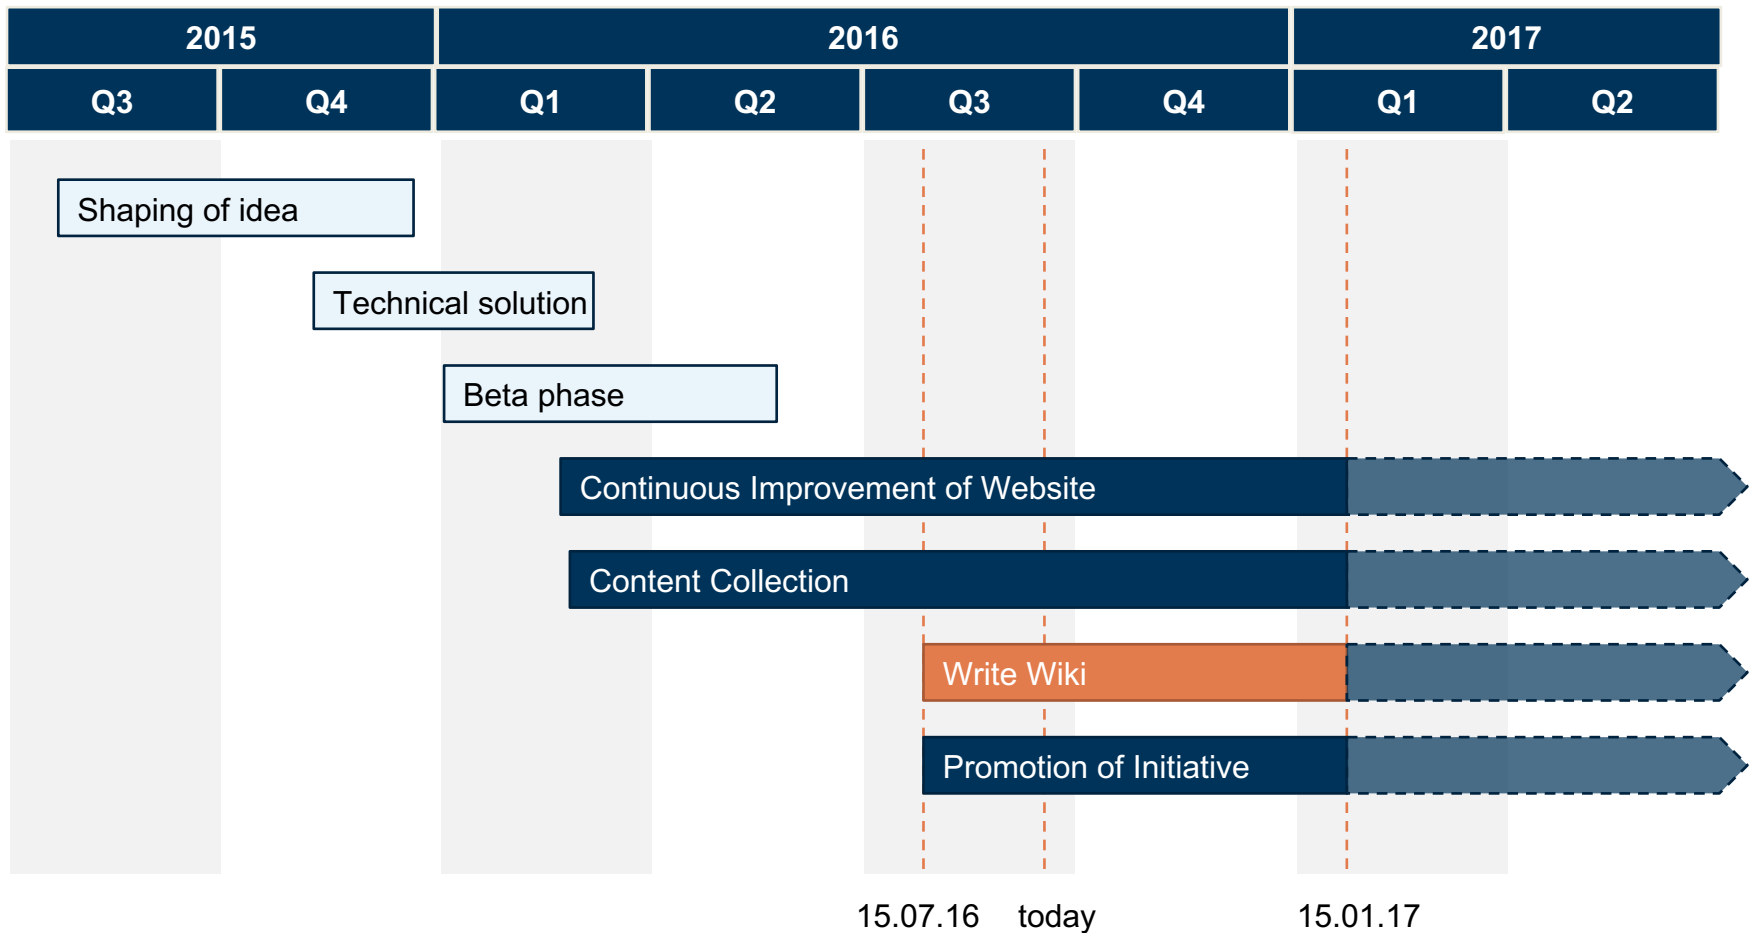 2015 2016 2017
Q3 Q4 Q1 Q2 Q3 Q4 Q1 Q2
Shaping of idea
Technical solution
Beta phase
Continuous Improvement of Website
Content Collection
Write Wiki
Promotion of Initiative
15.07.16 today 15.01.17